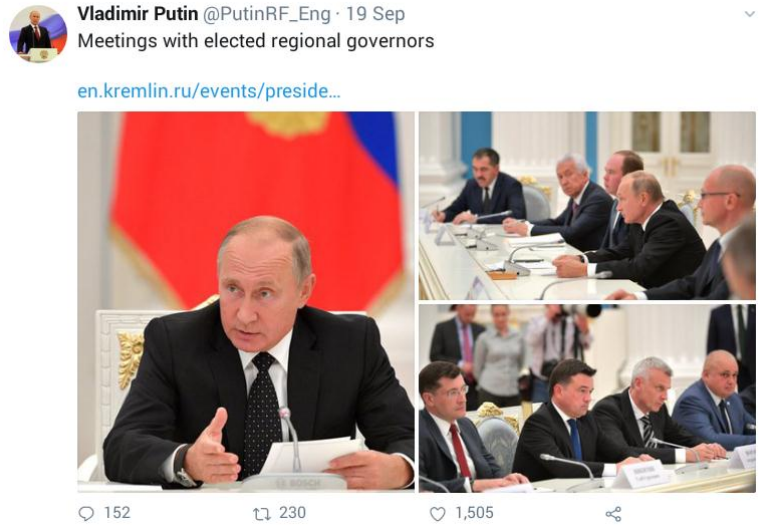 Vladimir Putin @PutinRF_Eng · 19 Sep
Meetings with elected regional governors
en.kremlin.ru/events/preside…
BOSCH
152
230
1,505